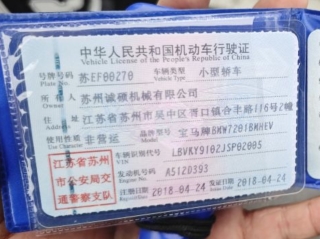 中华人民共和国机动车行驶证
Vehicle License of the People's Republic of China
号牌号码 苏EF00270 车辆类型 小型轿车
Plate No. Vehicle Type
所有人 苏州诚硕机械有限公司
Owner
住址 江苏省苏州市吴中区胥口镇合丰路116号2幢
Address
使用性质 非营运 品牌型号 宝马牌BMW7201BMHEV
Use Character Model
江苏省苏州
市公安局交
通警察支队
车辆识别代号 LBVKY9102JSP02005
VIN
发动机号码 A5120393
Engine No.
注册日期 2018-04-24 发证日期 2018-04-24
Register Date Issue Date